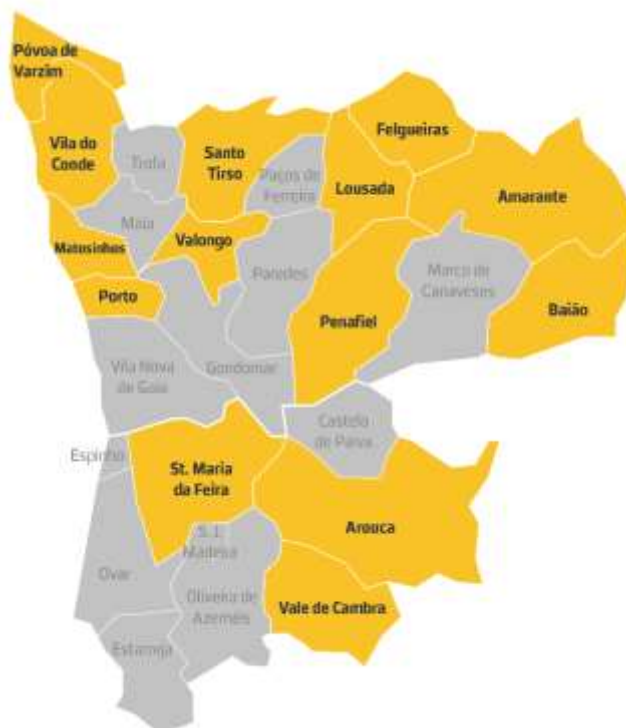 Póvoa de
Varzim
Vila do
Conde
Trofa
Santo
Tirso
Paços de
Ferreira
Felgueiras
Lousada
Amarante
Maia
Matosinhos
Valongo
Paredes
Marco de
Canaveses
Porto
Penafiel
Baião
Vila Nova
de Gaia
Gondomar
Castelo
de Paiva
Espinho
St. Maria
da Feira
Arouca
S. J.
Madeira
Ovar
Oliveira de
Azeméis
Vale de Cambra
Estarreja